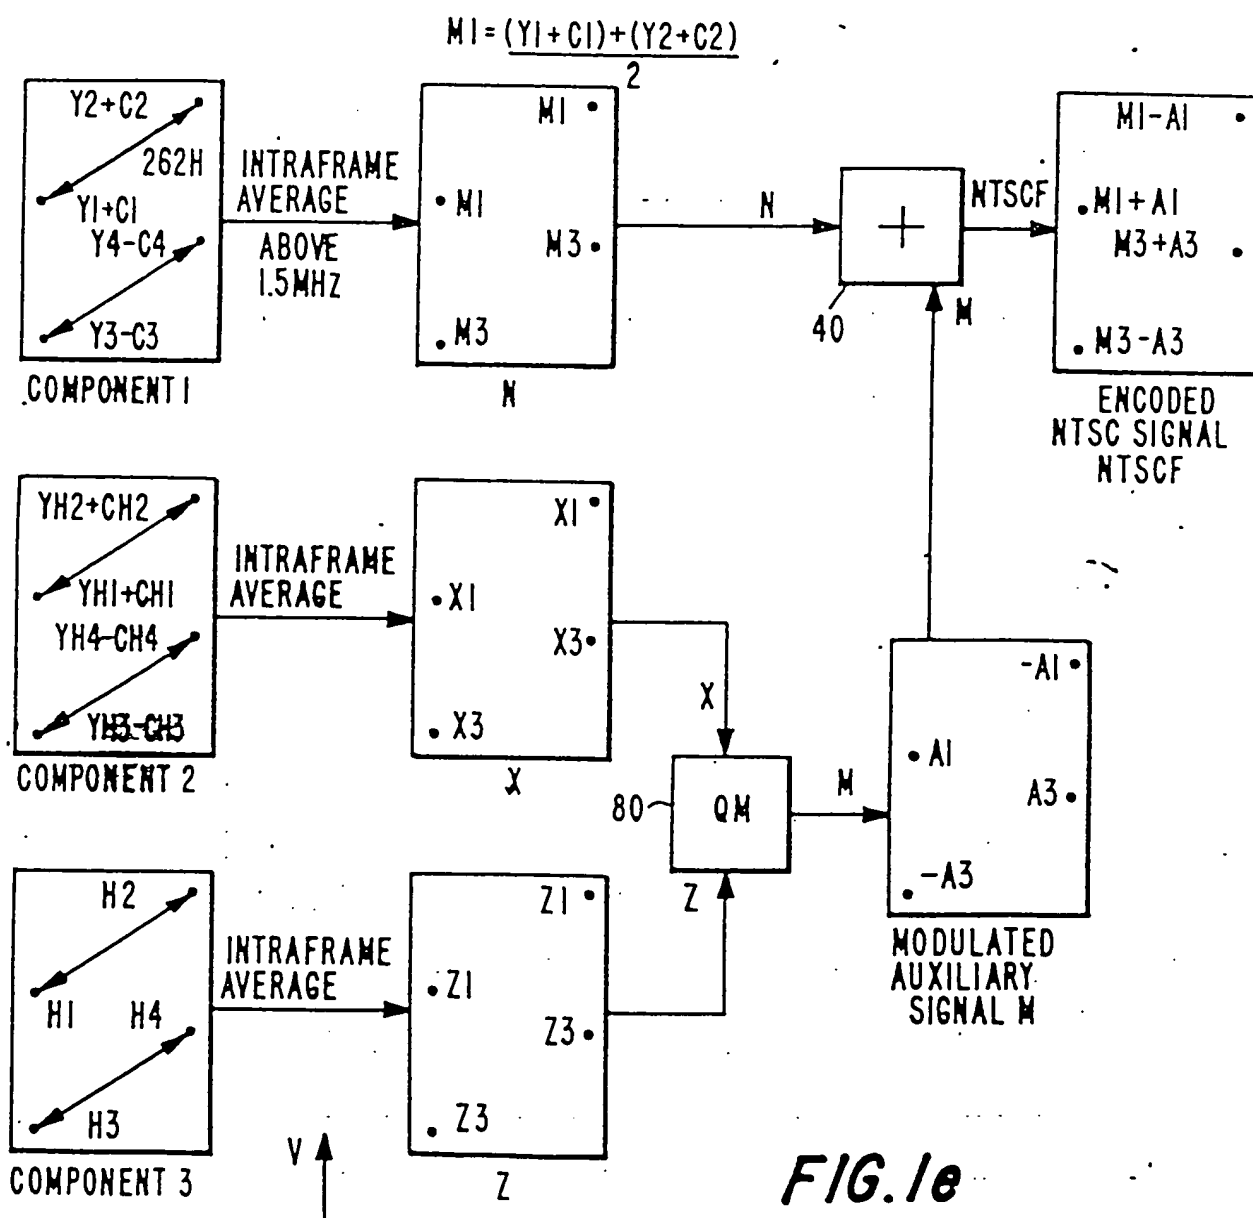 M1=(Y1+C1)+(Y2+C2)
2
Y2+C2
262H
Y1+C1
Y4-C4
Y3-C3
COMPONENT 1
INTRAFRAME
AVERAGE
ABOVE
1.5MHZ
M1
M1
M3
M3
N
N
+
40
M
NTSCF
M1-A1
M1+A1
M3+A3
M3-A3
ENCODED
NTSC SIGNAL
NTSCF
YH2+CH2
YH1+CH1
YH4-CH4
YH3-CH3
COMPONENT 2
INTRAFRAME
AVERAGE
X1
X1
X3
X3
X
X
80
QM
Z
M
-A1
A1
A3
-A3
MODULATED
AUXILIARY
SIGNAL M
H2
H1
H4
H3
COMPONENT 3
INTRAFRAME
AVERAGE
Z1
Z1
Z3
Z3
Z
V
FIG.1e